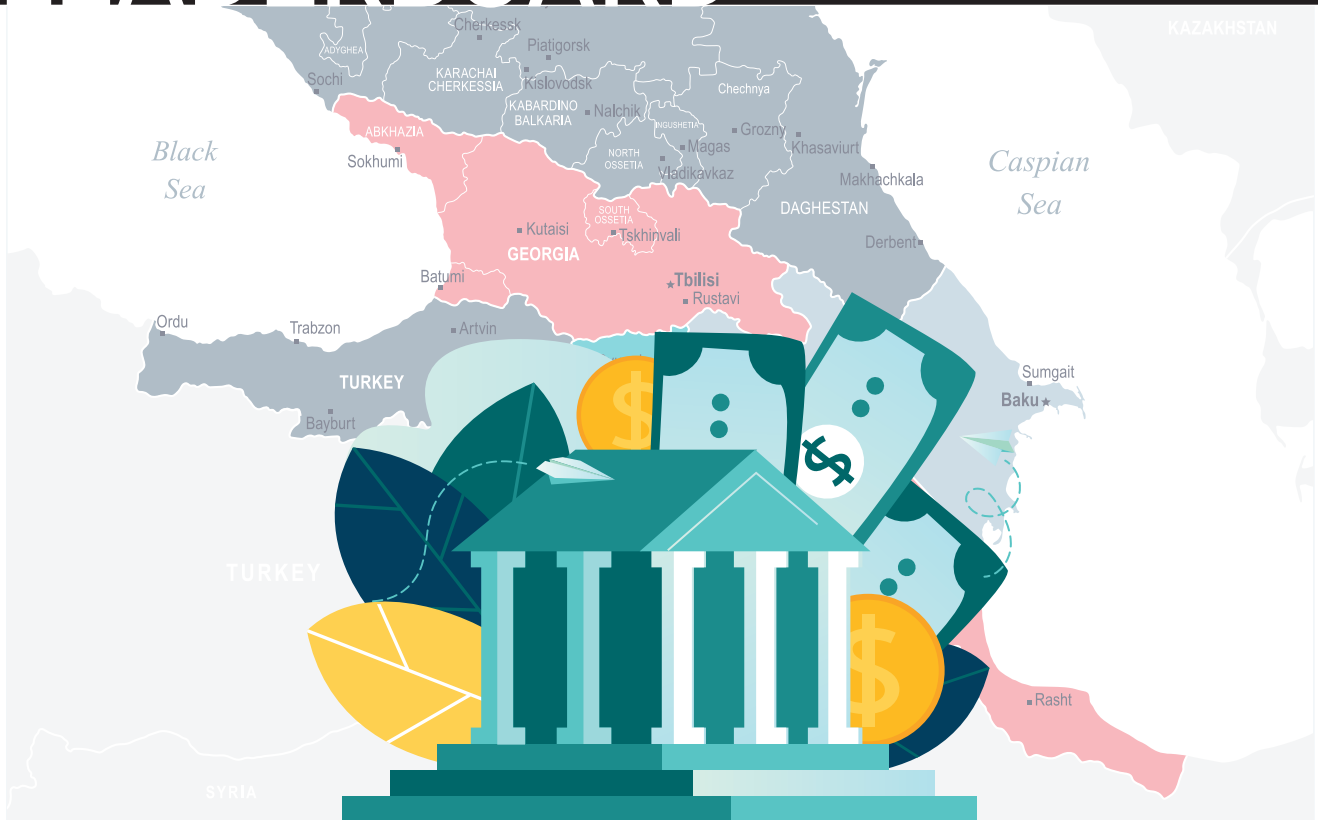 KAZAKHSTAN
Cherkessk
ADYGHEA
Piatigorsk
KARACHAI
CHERKESSIA
Sochi
Kislovodsk
Chechnya
KABARDINO
BALKARIA
Nalchik
ABKHAZIA
INGUSHETIA
Grozny
Khasaviurt
Black
Sea
Sokhumi
Magas
NORTH
OSSETIA
Vladikavkaz
Caspian
Sea
Makhachkala
DAGHESTAN
SOUTH
OSSETIA
Kutaisi
Tskhinvali
Derbent
GEORGIA
Batumi
Tbilisi
Rustavi
Ordu
Trabzon
Artvin
TURKEY
Sumgait
Baku
Bayburt
$
$
TURKEY
$
Rasht
SYRIA